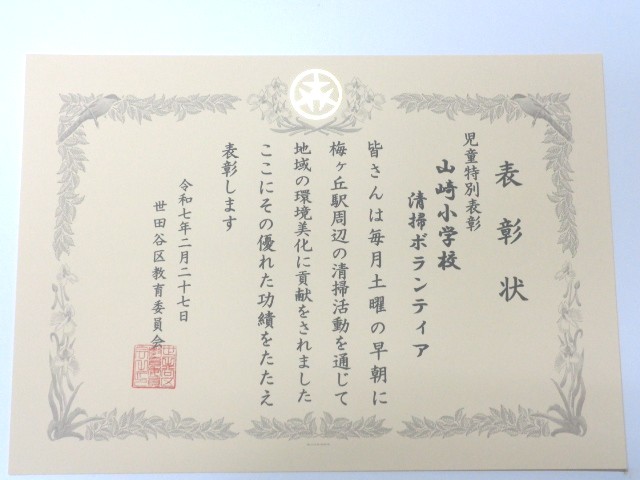 表彰状
児童特別表彰
山崎小学校
清掃ボランティア
皆さんは毎月土曜の早朝に
梅ヶ丘駅周辺の清掃活動を通じて
地域の環境美化に貢献をされました
ここにその優れた功績をたたえ
表彰します
令和七年二月二十七日
世田谷区教育委員会